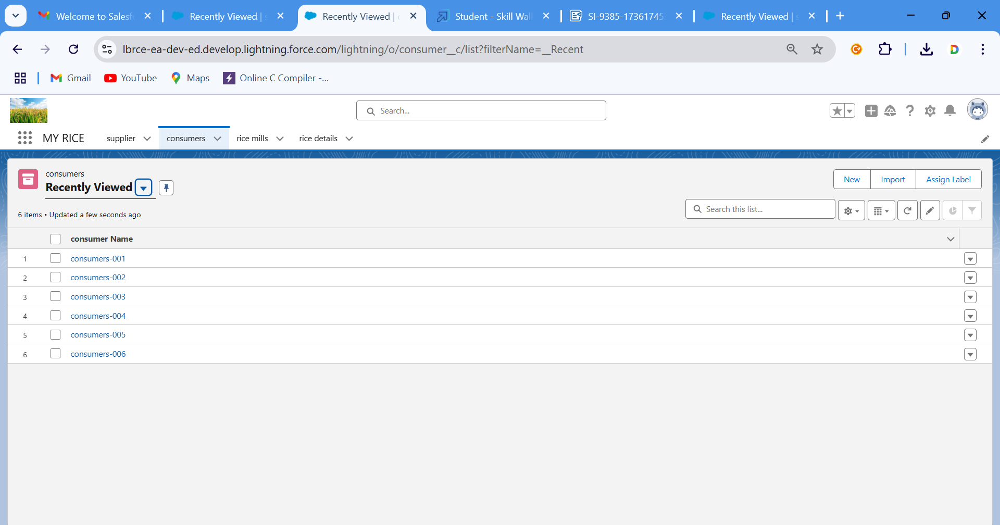 Welcome to Salesf
Recently Viewed |
Recently Viewed |
Student - Skill Wall
SI-9385-17361745
Recently Viewed |
lbrce-ea-dev-ed.develop.lightning.force.com/lightning/o/consumer__c/list?filterName=__Recent
Gmail
YouTube
Maps
Online C Compiler -...
Search...
MY RICE
supplier
consumers
rice mills
rice details
consumers
Recently Viewed
New
Import
Assign Label
6 items • Updated a few seconds ago
Search this list...
consumer Name
1 consumers-001
2 consumers-002
3 consumers-003
4 consumers-004
5 consumers-005
6 consumers-006